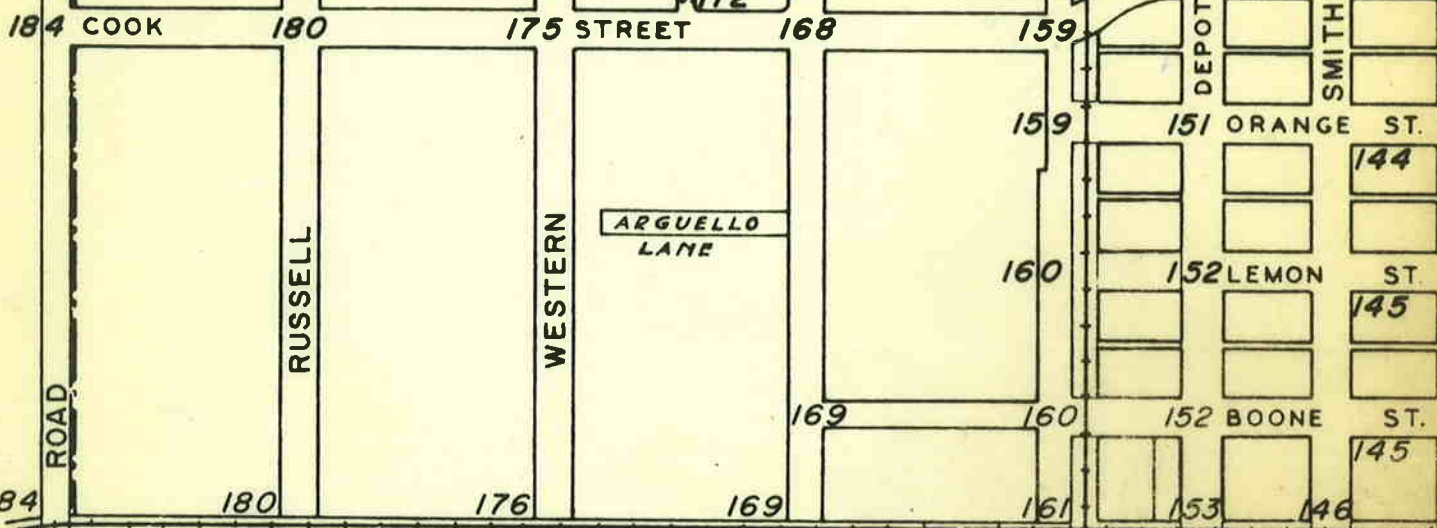 172
184 COOK 180 175 STREET 168 159
DEPOT
SMITH
159 151 ORANGE ST.
144
ARGUELLO
LANE
RUSSELL
WESTERN
160 152 LEMON ST.
145
ROAD
169 160 152 BOONE ST.
145
84 180 176 169 161 153 146